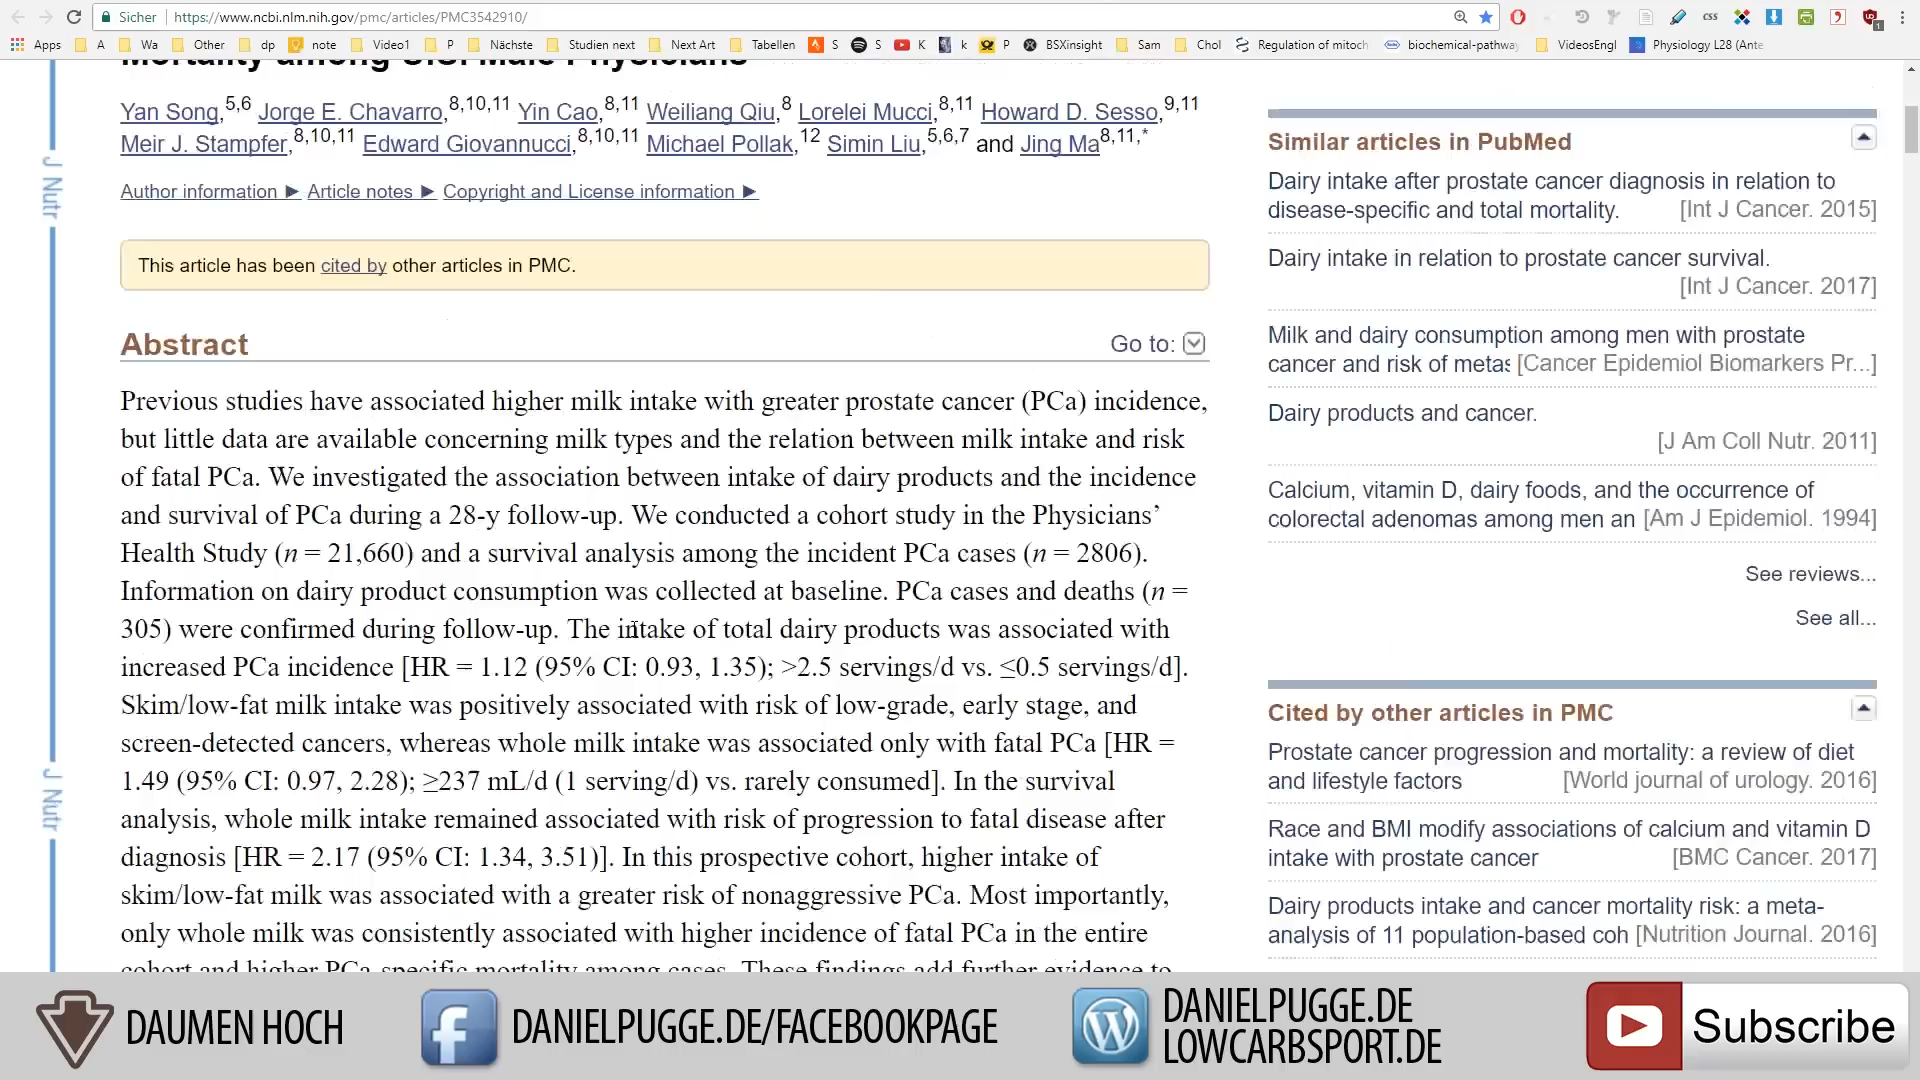 Sicher
https://www.ncbi.nlm.nih.gov/pmc/articles/PMC3542910/
Apps A Wa Other dp note Video1 P Nächste Studien next Next Art Tabellen S S K k P BSXinsight Sam Chol Regulation of mitoch biochemical-pathwa VideosEngl Physiology L28 (Ante
Mortality among U.S. Male Physicians
Yan Song,5,6 Jorge E. Chavarro,8,10,11 Yin Cao,8,11 Weiliang Qiu,8 Lorelei Mucci,8,11 Howard D. Sesso,9,11
Meir J. Stampfer,8,10,11 Edward Giovannucci,8,10,11 Michael Pollak,12 Simin Liu,5,6,7 and Jing Ma8,11,*
Author information ► Article notes ► Copyright and License information ►
This article has been cited by other articles in PMC.
Abstract
Go to:
Previous studies have associated higher milk intake with greater prostate cancer (PCa) incidence,
but little data are available concerning milk types and the relation between milk intake and risk
of fatal PCa. We investigated the association between intake of dairy products and the incidence
and survival of PCa during a 28-y follow-up. We conducted a cohort study in the Physicians’
Health Study (n = 21,660) and a survival analysis among the incident PCa cases (n = 2806).
Information on dairy product consumption was collected at baseline. PCa cases and deaths (n =
305) were confirmed during follow-up. The intake of total dairy products was associated with
increased PCa incidence [HR = 1.12 (95% CI: 0.93, 1.35); >2.5 servings/d vs. ≤0.5 servings/d].
Skim/low-fat milk intake was positively associated with risk of low-grade, early stage, and
screen-detected cancers, whereas whole milk intake was associated only with fatal PCa [HR =
1.49 (95% CI: 0.97, 2.28); ≥237 mL/d (1 serving/d) vs. rarely consumed]. In the survival
analysis, whole milk intake remained associated with risk of progression to fatal disease after
diagnosis [HR = 2.17 (95% CI: 1.34, 3.51)]. In this prospective cohort, higher intake of
skim/low-fat milk was associated with a greater risk of nonaggressive PCa. Most importantly,
only whole milk was consistently associated with higher incidence of fatal PCa in the entire
cohort and higher PCa-specific mortality among cases. These findings add further evidence to
J Nutr
J Nutr
Similar articles in PubMed
Dairy intake after prostate cancer diagnosis in relation to
disease-specific and total mortality. [Int J Cancer. 2015]
Dairy intake in relation to prostate cancer survival.
[Int J Cancer. 2017]
Milk and dairy consumption among men with prostate
cancer and risk of metas [Cancer Epidemiol Biomarkers Pr...]
Dairy products and cancer.
[J Am Coll Nutr. 2011]
Calcium, vitamin D, dairy foods, and the occurrence of
colorectal adenomas among men an [Am J Epidemiol. 1994]
See reviews...
See all...
Cited by other articles in PMC
Prostate cancer progression and mortality: a review of diet
and lifestyle factors [World journal of urology. 2016]
Race and BMI modify associations of calcium and vitamin D
intake with prostate cancer [BMC Cancer. 2017]
Dairy products intake and cancer mortality risk: a meta-
analysis of 11 population-based coh [Nutrition Journal. 2016]
DAUMEN HOCH
DANIELPUGGE.DE/FACEBOOKPAGE
DANIELPUGGE.DE
LOWCARBSPORT.DE
Subscribe